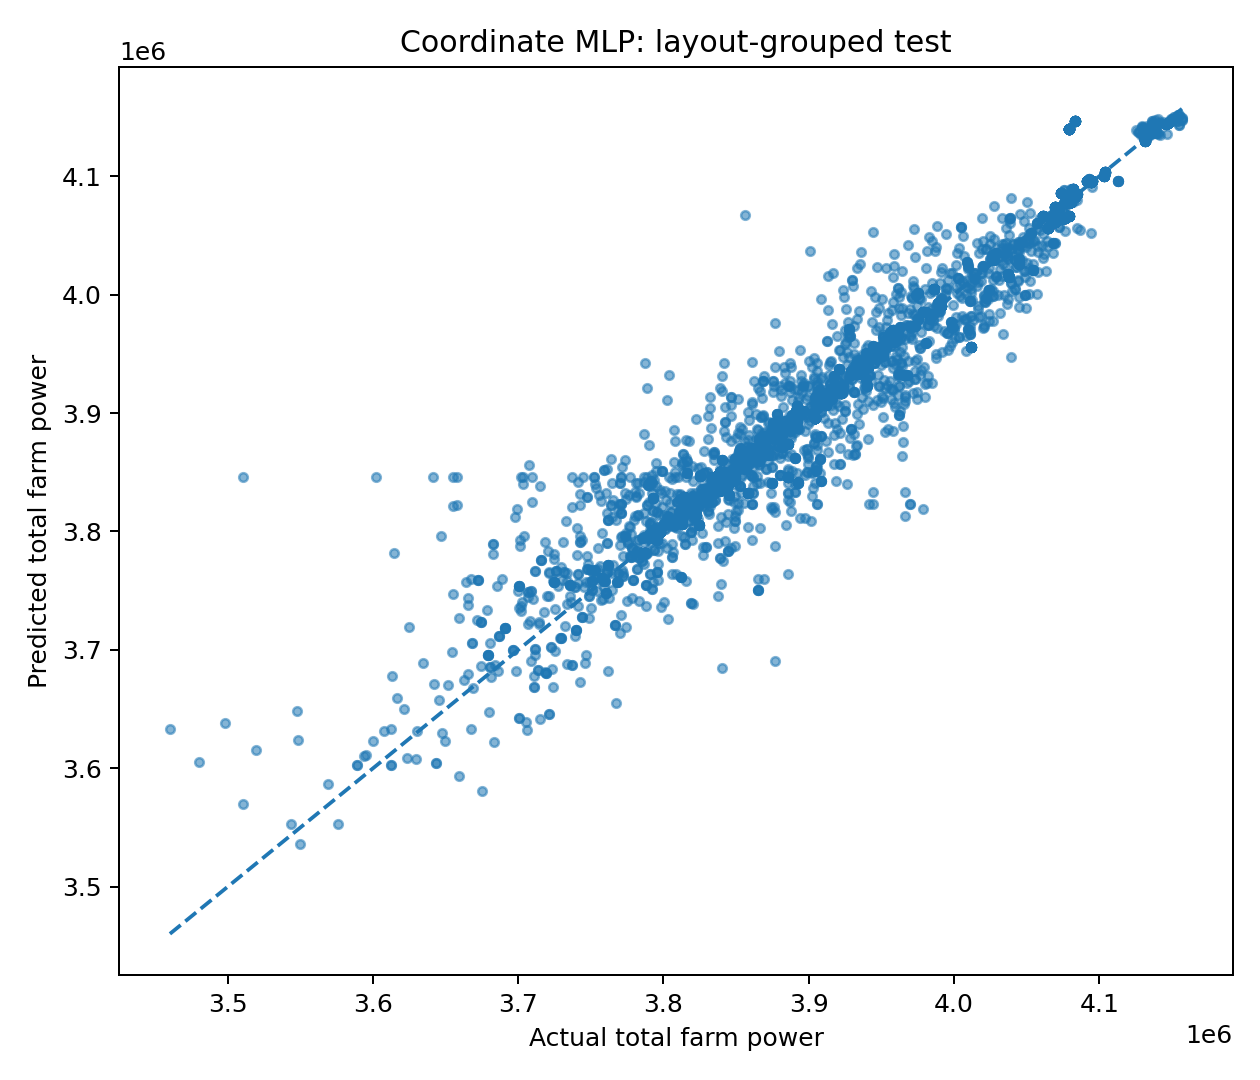 Coordinate MLP: layout-grouped test
1e6
4.1
4.0
3.9
3.8
3.7
3.6
3.5
Predicted total farm power
3.5 3.6 3.7 3.8 3.9 4.0 4.1
Actual total farm power
1e6